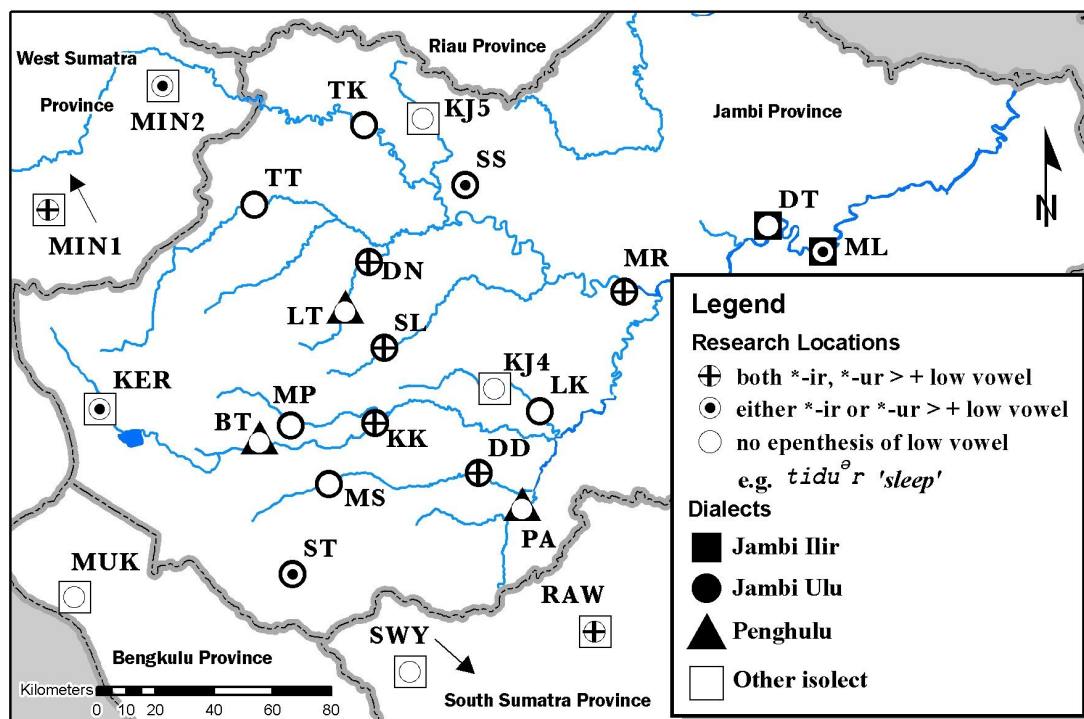 Riau Province
West Sumatra
Province
MIN2
TK
KJ5
Jambi Province
SS
TT
DT
N
MIN1
ML
DN
MR
LT
SL
KJ4
LK
KER
MP
BT
KK
DD
MS
PA
ST
MUK
RAW
SWY
Bengkulu Province
South Sumatra Province
Kilometers
0 10 20 40 60 80
Legend
Research Locations
both *-ir, *-ur > + low vowel
either *-ir or *-ur > + low vowel
no epenthesis of low vowel
e.g. tiduᵊr 'sleep'
Dialects
Jambi Ilir
Jambi Ulu
Penghulu
Other isolect